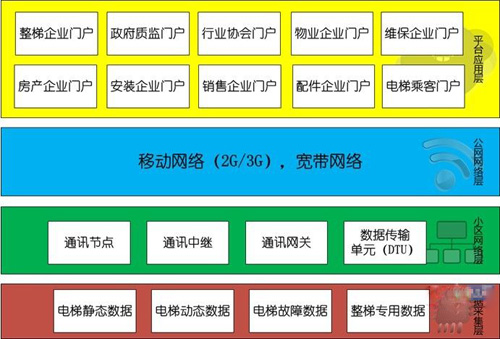 整梯企业门户 政府质监门户 行业协会门户 物业企业门户 维保企业门户
房产企业门户 安装企业门户 销售企业门户 配件企业门户 电梯乘客门户
平台应用层
移动网络（2G/3G），宽带网络
公众网络层
通讯节点 通讯中继 通讯网关 数据传输
单元（DTU）
小区网络层
电梯静态数据 电梯动态数据 电梯故障数据 整梯专用数据
据采集层